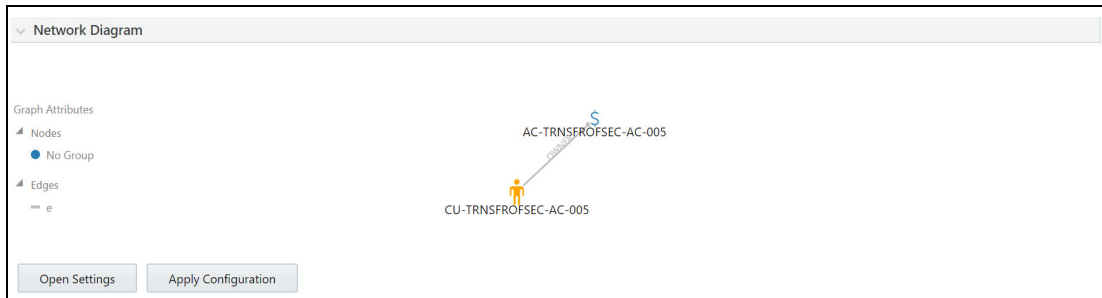 Network Diagram
Graph Attributes
Nodes
No Group
Edges
e
AC-TRNSFROFSEC-AC-005
OWNER
CU-TRNSFROFSEC-AC-005
Open Settings
Apply Configuration